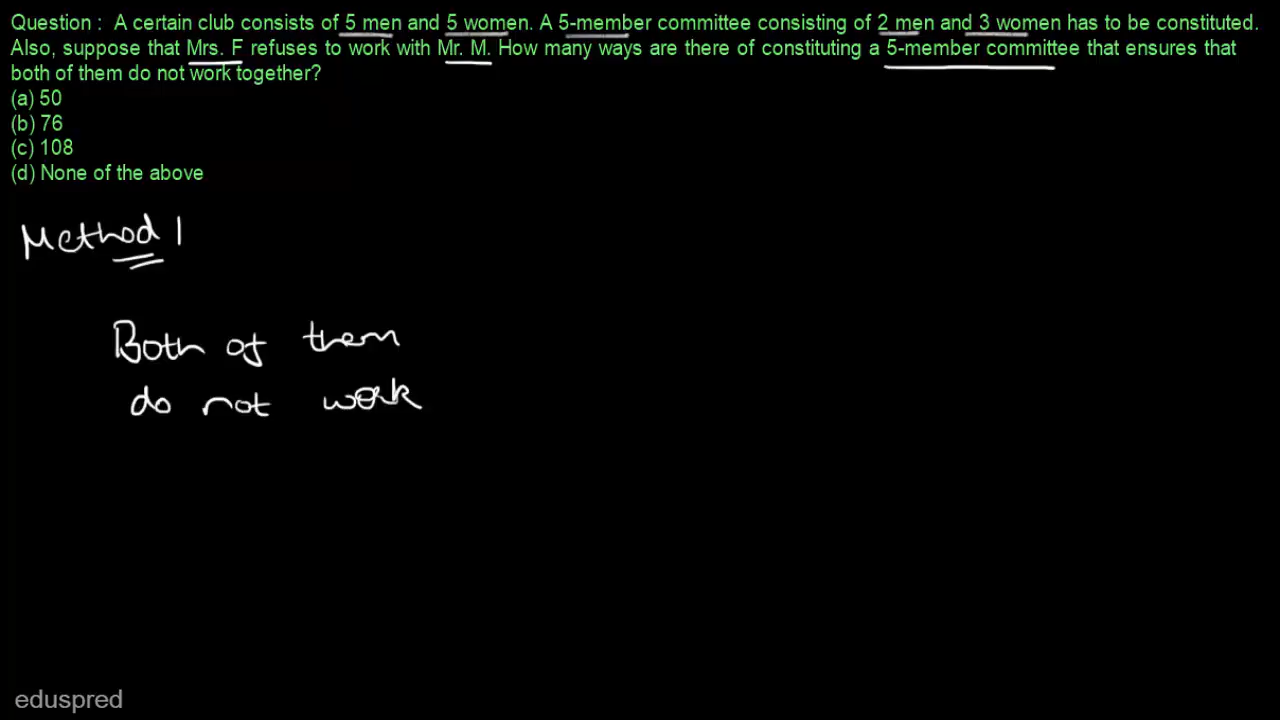 Question : A certain club consists of 5 men and 5 women. A 5-member committee consisting of 2 men and 3 women has to be constituted.
Also, suppose that Mrs. F refuses to work with Mr. M. How many ways are there of constituting a 5-member committee that ensures that
both of them do not work together?
(a) 50
(b) 76
(c) 108
(d) None of the above
Method 1
Both of them
do not work
eduspred